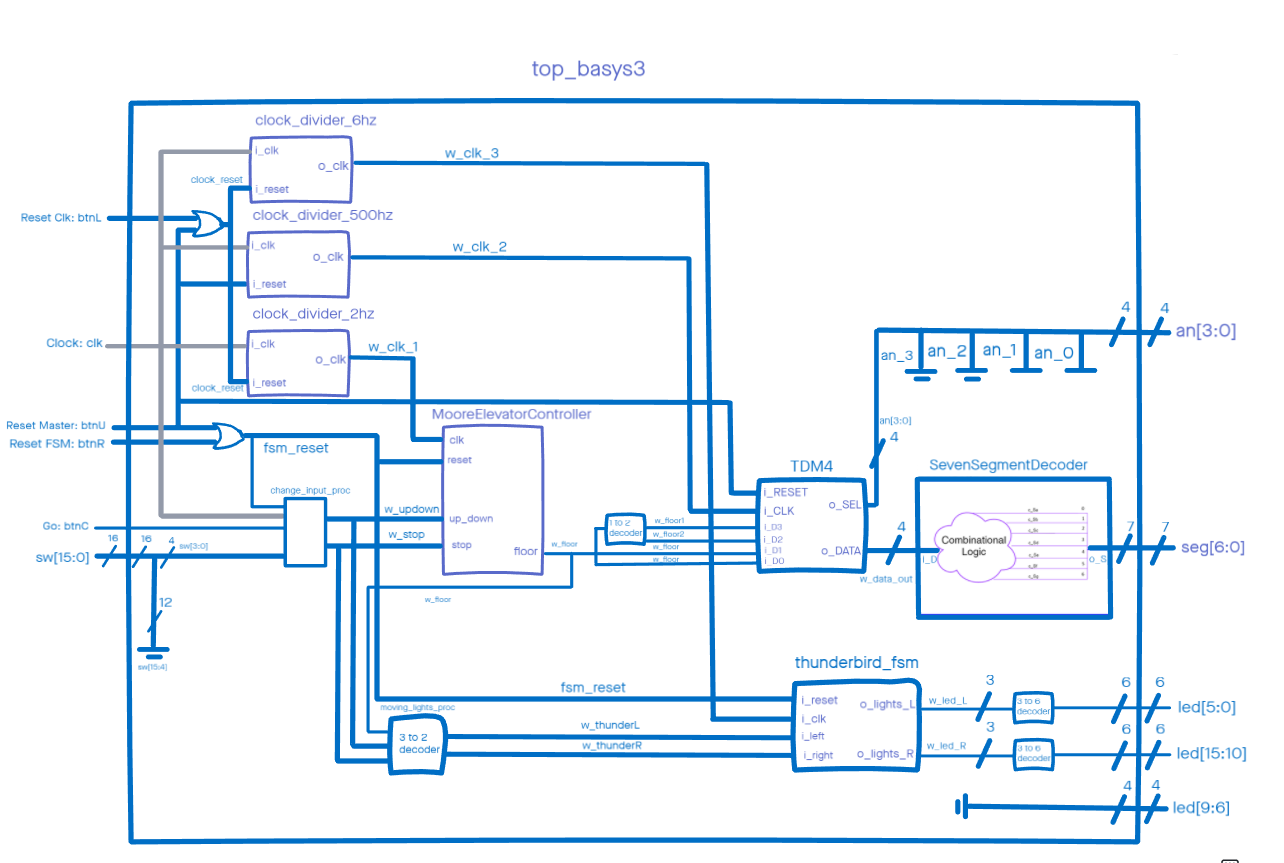 top_basys3
clock_divider_6hz
i_clk
o_clk
w_clk_3
clock_reset
i_reset
Reset Clk: btnL
clock_divider_500hz
i_clk
o_clk
w_clk_2
i_reset
clock_divider_2hz
Clock: clk
i_clk
o_clk
w_clk_1
clock_reset
i_reset
4
4
an[3:0]
an_3
an_2
an_1
an_0
an[3:0]
4
Reset Master: btnU
Reset FSM: btnR
fsm_reset
MooreElevatorController
clk
reset
up_down
stop
floor
change_input_proc
w_updown
w_stop
Go: btnC
sw[15:0]
16
16
4
sw[3:0]
12
sw[15:4]
w_floor
w_floor
1 to 2
decoder
w_floor1
w_floor2
w_floor
w_floor
TDM4
i_RESET
i_CLK
i_D3
i_D2
i_D1
i_D0
o_SEL
o_DATA
4
w_data_out
SevenSegmentDecoder
i_D
Combinational
Logic
o_S
7
7
seg[6:0]
fsm_reset
moving_lights_proc
3 to 2
decoder
w_thunderL
w_thunderR
thunderbird_fsm
i_reset
i_clk
i_left
i_right
o_lights_L
o_lights_R
w_led_L
3
3 to 6
decoder
6
6
led[5:0]
w_led_R
3
3 to 6
decoder
6
6
led[15:10]
4
4
led[9:6]